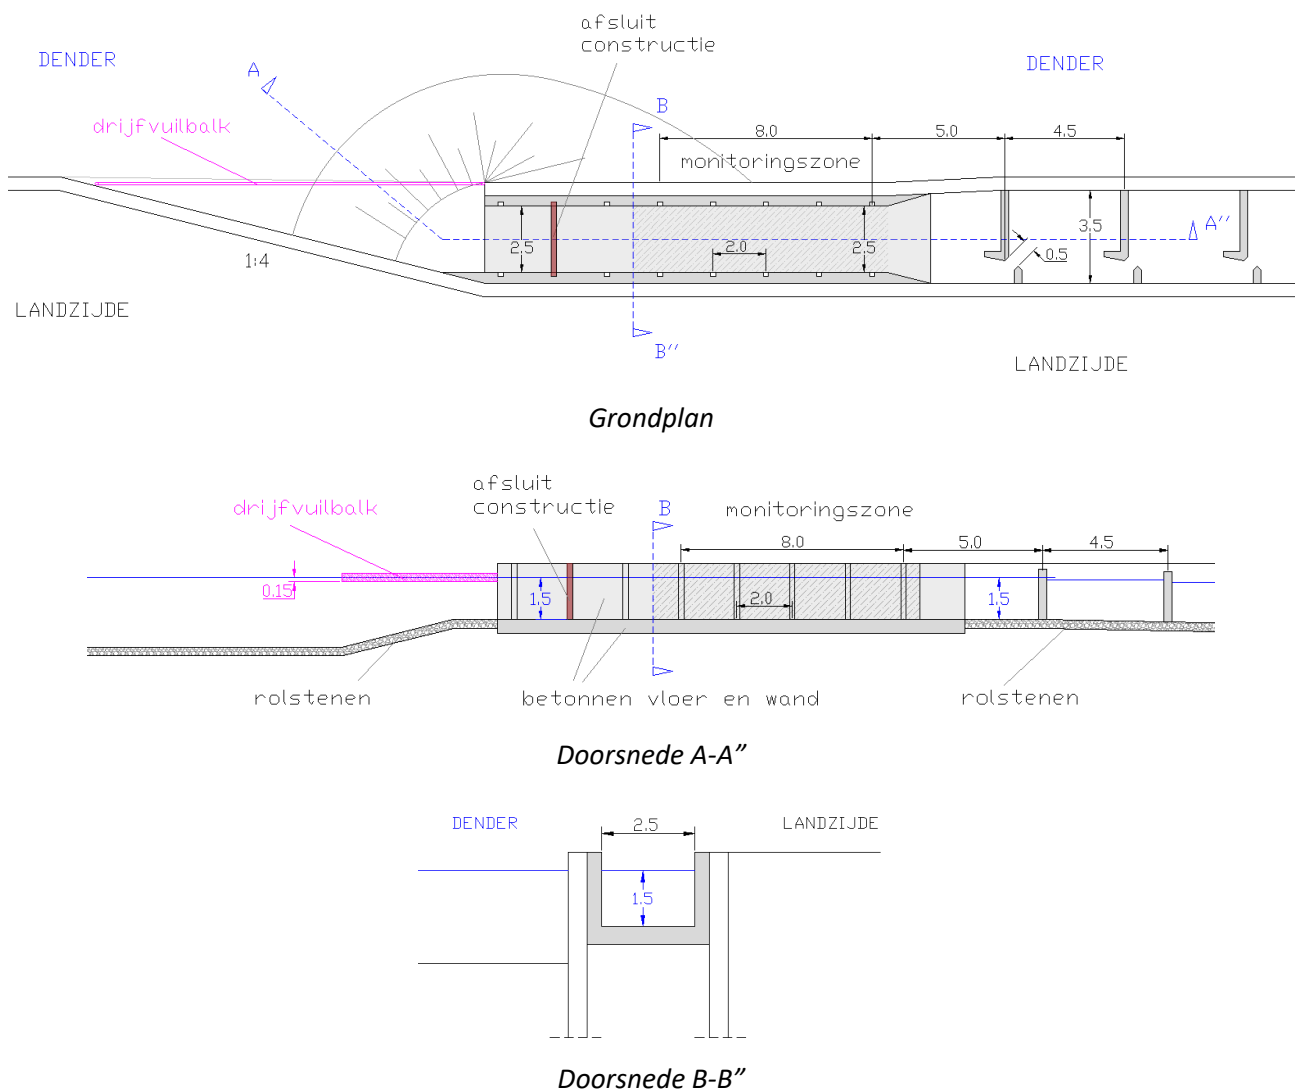 afsluit
constructie
DENDER
DENDER
A
B
drijfvuilbalk
8.0
5.0
4.5
monitoringszone
2.5
2.5
3.5
A″
2.0
0.5
1:4
LANDZIJDE
B″
LANDZIJDE
Grondplan
afsluit
constructie
drijfvuilbalk
B
monitoringszone
8.0
5.0
4.5
0.15
1.5
2.0
1.5
rolstenen
betonnen vloer en wand
rolstenen
Doorsnede A-A”
DENDER
2.5
LANDZIJDE
1.5
Doorsnede B-B”